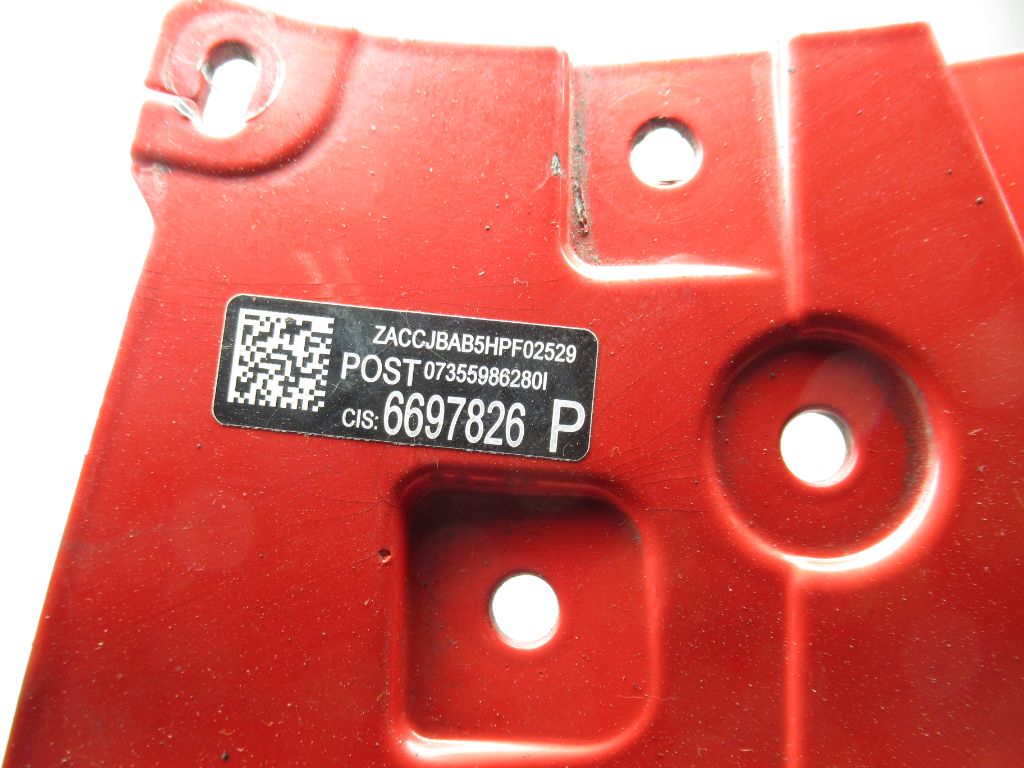 ZACCJBAB5HPF02529
POST 07355986280I
CIS: 6697826 P